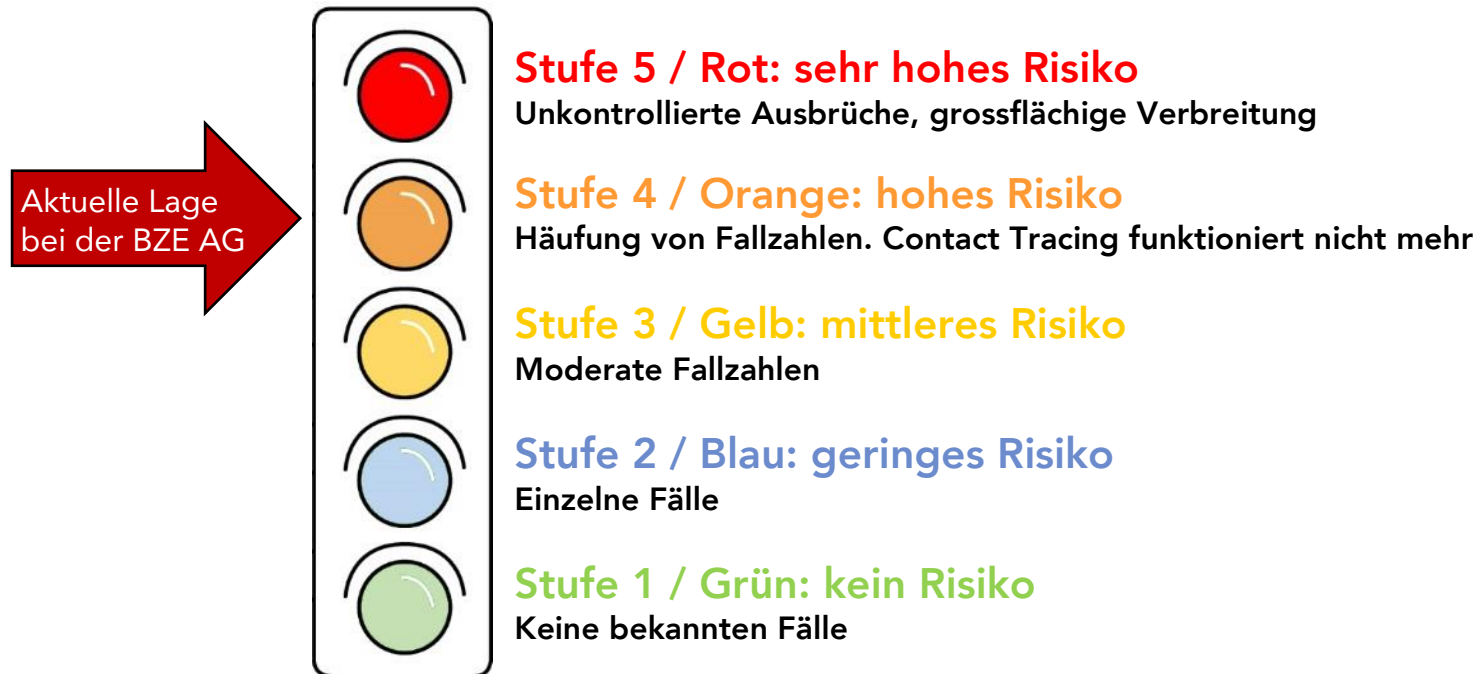 Stufe 5 / Rot: sehr hohes Risiko
Unkontrollierte Ausbrüche, grossflächige Verbreitung
Aktuelle Lage
bei der BZE AG
Stufe 4 / Orange: hohes Risiko
Häufung von Fallzahlen. Contact Tracing funktioniert nicht mehr
Stufe 3 / Gelb: mittleres Risiko
Moderate Fallzahlen
Stufe 2 / Blau: geringes Risiko
Einzelne Fälle
Stufe 1 / Grün: kein Risiko
Keine bekannten Fälle